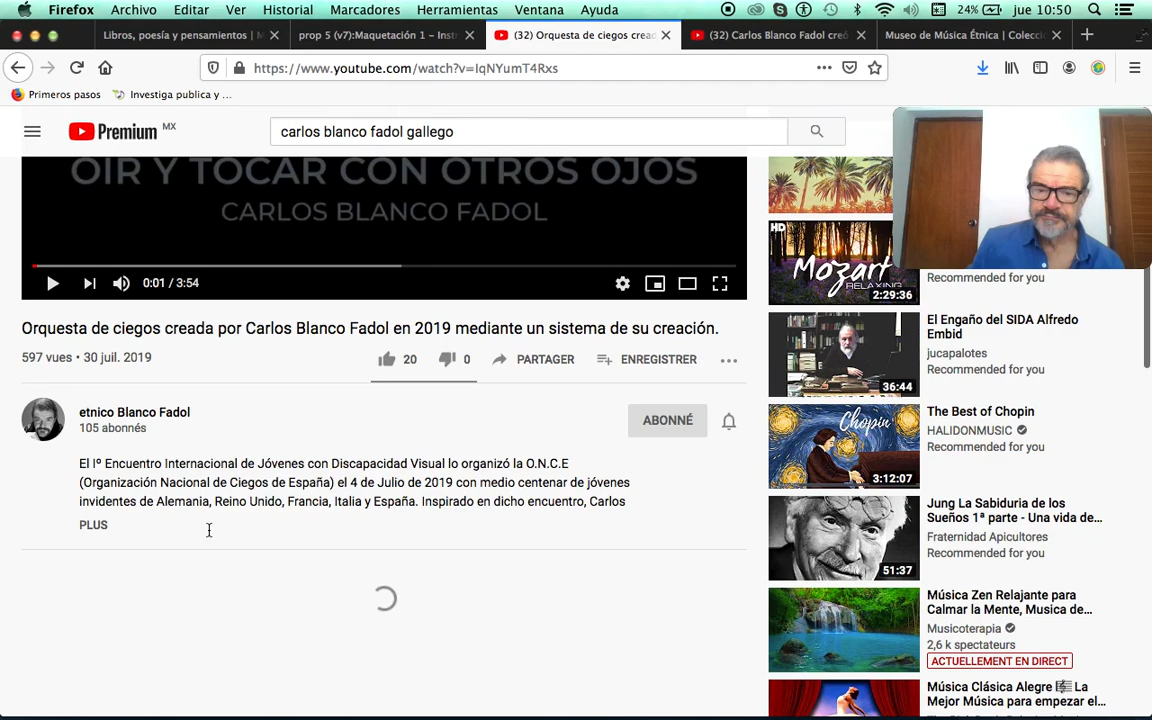 Firefox Archivo Editar Ver Historial Marcadores Herramientas Ventana Ayuda 24% jue 10:50
Libros, poesía y pensamientos | M prop 5 (v7):Maquetación 1 – Inst (32) Orquesta de ciegos cread (32) Carlos Blanco Fadol creó Museo de Música Étnica | Colecc
https://www.youtube.com/watch?v=IqNYumT4Rxs
Primeros pasos Investiga publica y ...
Premium MX
carlos blanco fadol gallego
OIR Y TOCAR CON OTROS OJOS
CARLOS BLANCO FADOL
0:01 / 3:54
Orquesta de ciegos creada por Carlos Blanco Fadol en 2019 mediante un sistema de su creación.
597 vues • 30 juil. 2019
20 0 PARTAGER ENREGISTRER
etnico Blanco Fadol
105 abonnés
ABONNÉ
El Iº Encuentro Internacional de Jóvenes con Discapacidad Visual lo organizó la O.N.C.E
(Organización Nacional de Ciegos de España) el 4 de Julio de 2019 con medio centenar de jóvenes
invidentes de Alemania, Reino Unido, Francia, Italia y España. Inspirado en dicho encuentro, Carlos
PLUS
HD
Mozart
RELAXING
2:29:36
Recommended for you
El Engaño del SIDA Alfredo
Embid
jucapalotes
Recommended for you
36:44
The Best of Chopin
HALIDONMUSIC
Recommended for you
Chopin
3:12:07
Jung La Sabiduria de los
Sueños 1ª parte - Una vida de...
Fraternidad Apicultores
Recommended for you
51:37
Música Zen Relajante para
Calmar la Mente, Musica de...
Musicoterapia
2,6 k spectateurs
ACTUELLEMENT EN DIRECT
Música Clásica Alegre 🎼 La
Mejor Música para empezar el...